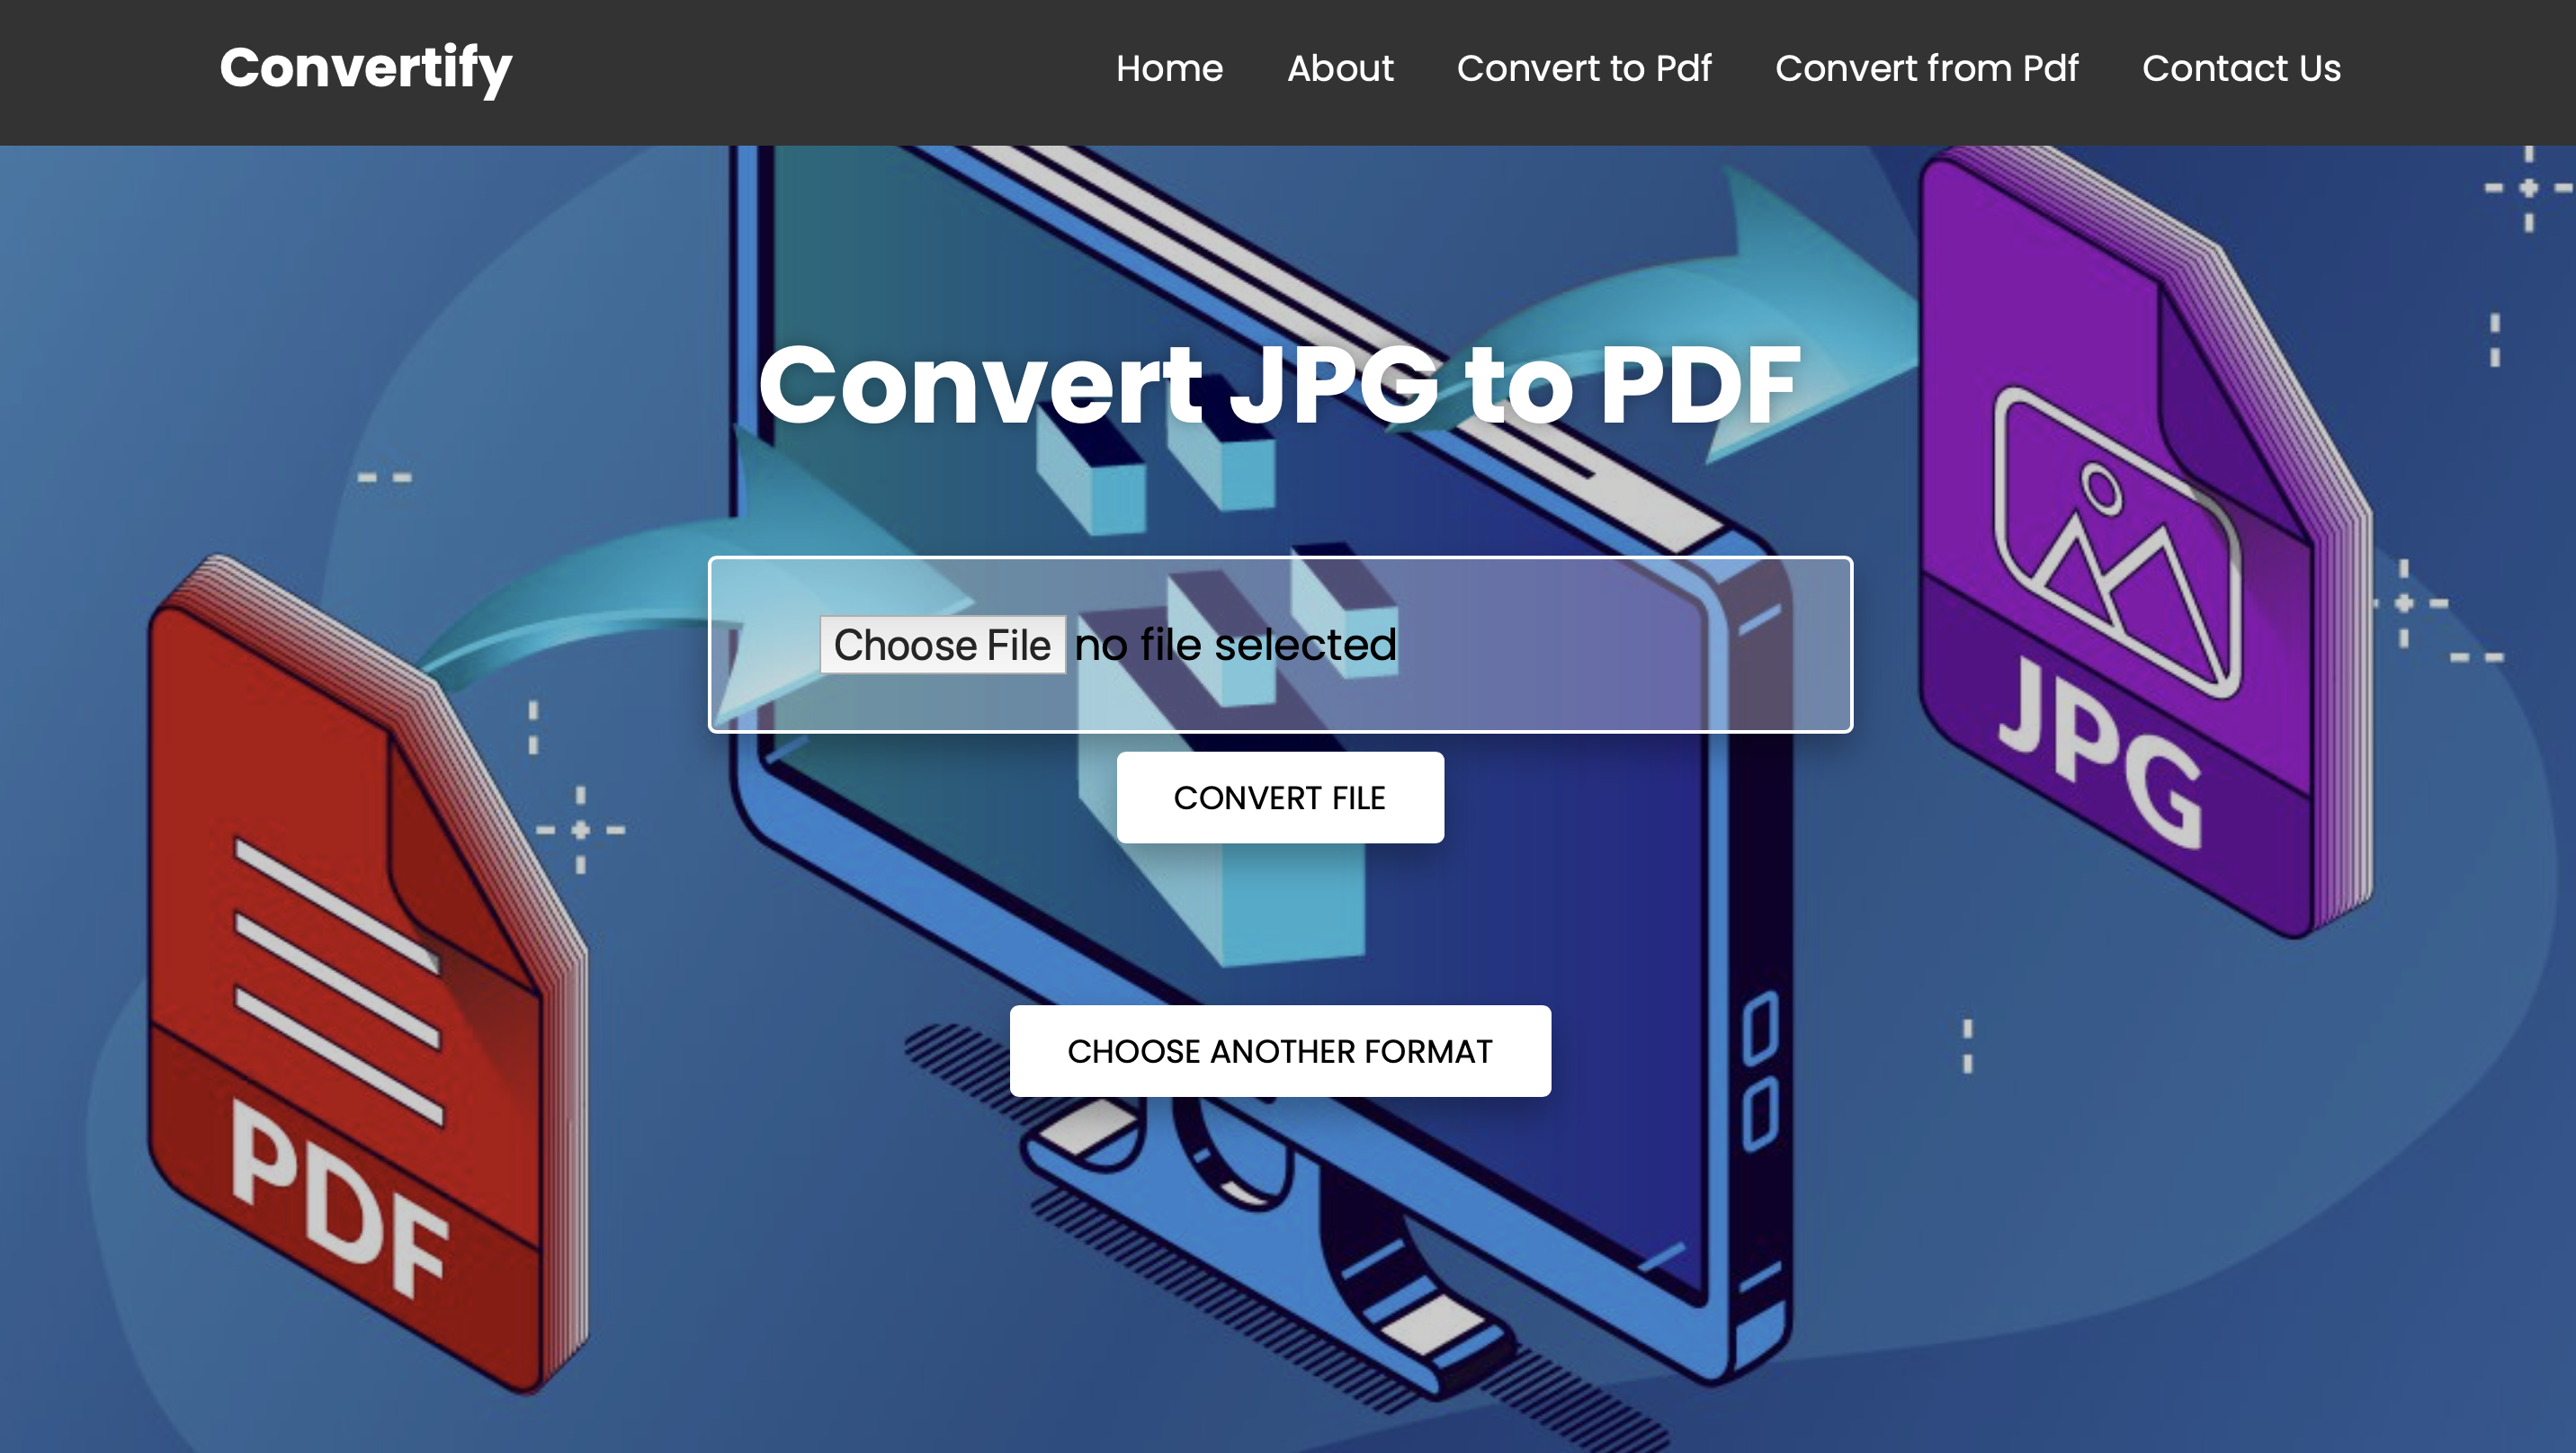 Convertify
Home About Convert to Pdf Convert from Pdf Contact Us
Convert JPG to PDF
Choose File no file selected
CONVERT FILE
CHOOSE ANOTHER FORMAT
JPG
PDF